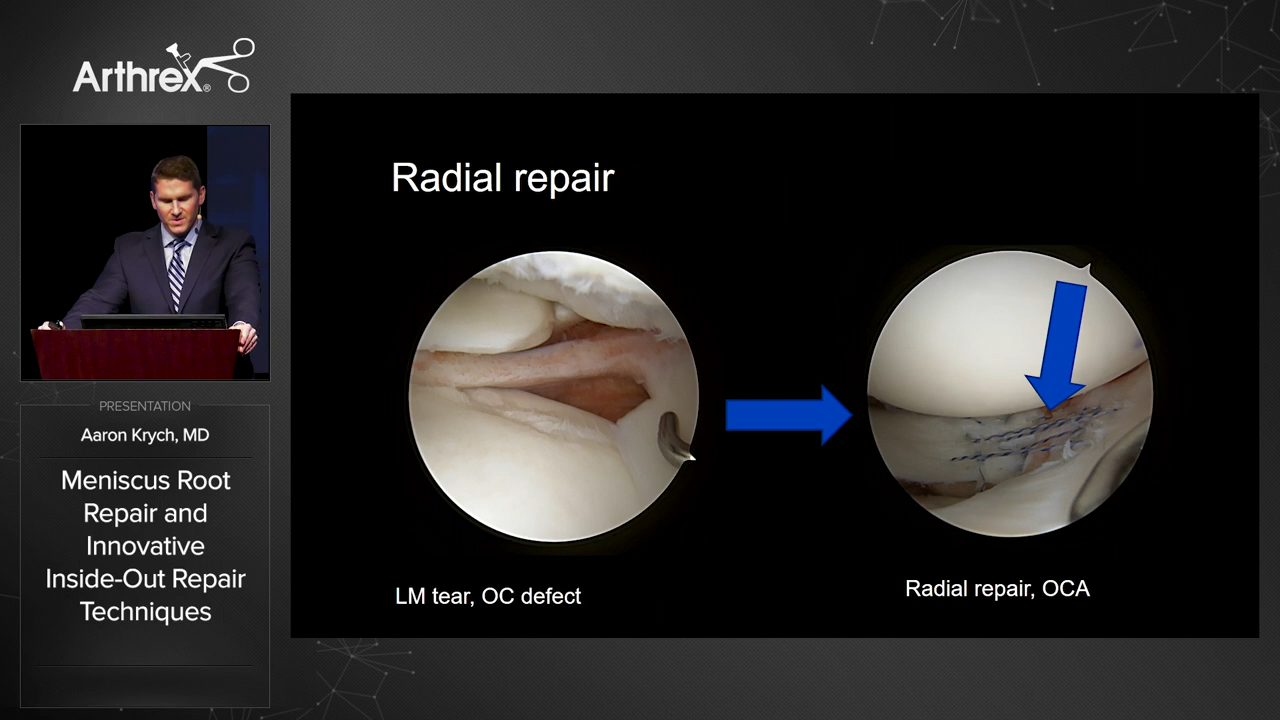 Arthrex®
PRESENTATION
Aaron Krych, MD
Meniscus Root
Repair and
Innovative
Inside-Out Repair
Techniques
Radial repair
LM tear, OC defect
Radial repair, OCA